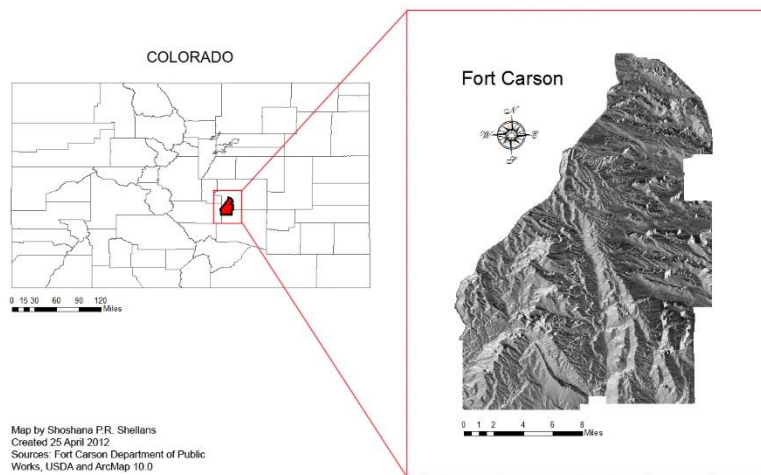 COLORADO
0 15 30 60 90 120
Miles
Map by Shoshana P.R. Shellans
Created 25 April 2012
Sources: Fort Carson Department of Public
Works, USDA and ArcMap 10.0
Fort Carson
N
W E
S
0 1 2 4 6 8
Miles